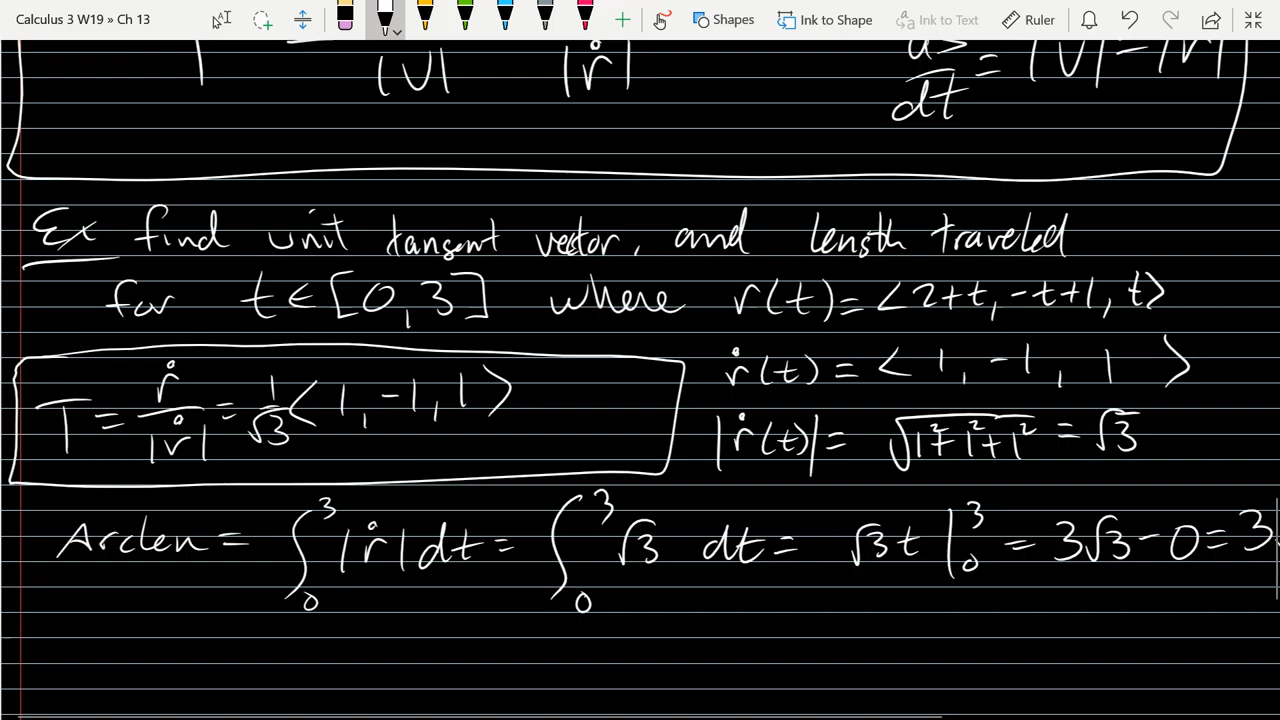 Calculus 3 W19 » Ch 13
Shapes
Ink to Shape
Ink to Text
Ruler
T |v| |ṙ|
ds/dt = |v| = |ṙ|
Ex find unit tangent vector, and length traveled
for t ∈ [0,3] where r(t) = <2+t, -t+1, t>
T = ṙ/|ṙ| = 1/√3 <1, -1, 1>
ṙ(t) = <1, -1, 1>
|ṙ(t)| = √1²+1²+1² = √3
Arclen = ∫₀³ |ṙ| dt = ∫₀³ √3 dt = √3t |₀³ = 3√3 - 0 = 3